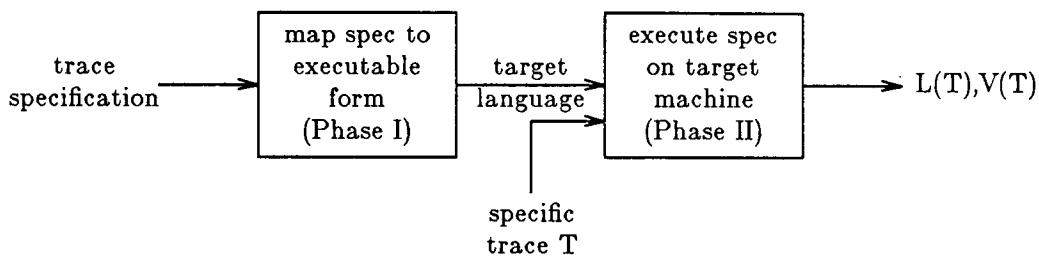 trace
specification
map spec to
executable
form
(Phase I)
target
language
execute spec
on target
machine
(Phase II)
L(T),V(T)
specific
trace T